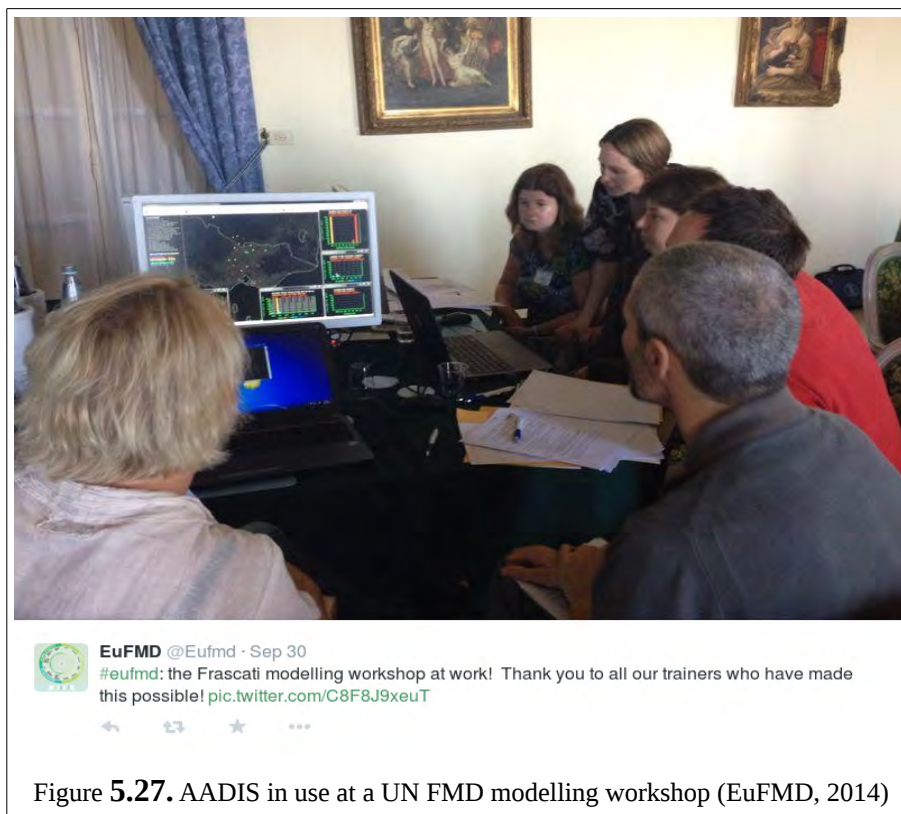 EuFMD @Eufmd · Sep 30
#eufmd: the Frascati modelling workshop at work!  Thank you to all our trainers who have made
this possible! pic.twitter.com/C8F8J9xeuT
Figure 5.27. AADIS in use at a UN FMD modelling workshop (EuFMD, 2014)